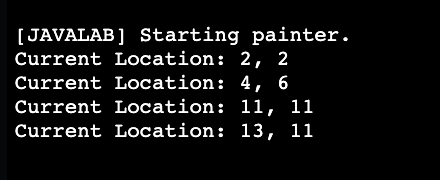 [JAVALAB] Starting painter.
Current Location: 2, 2
Current Location: 4, 6
Current Location: 11, 11
Current Location: 13, 11